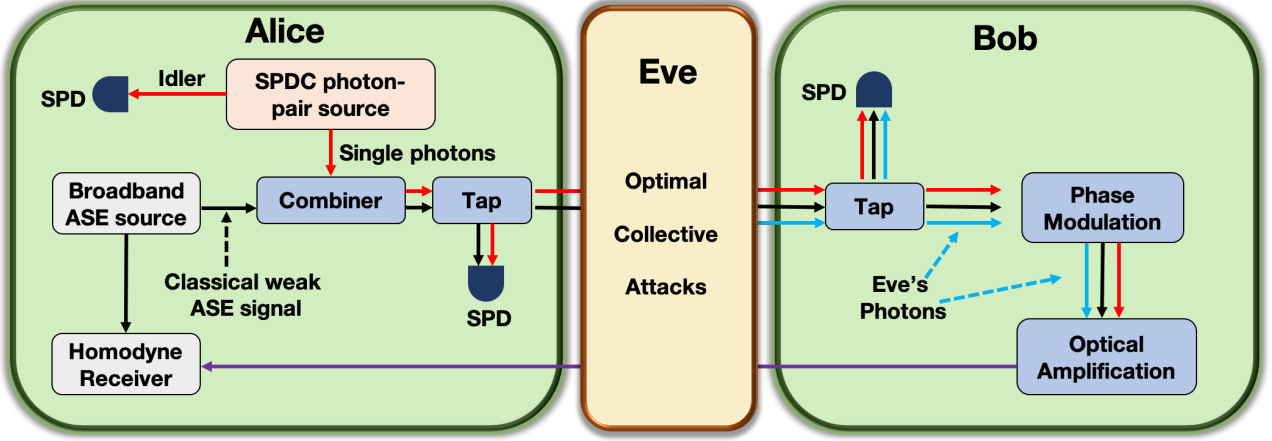 Alice
SPD
Idler
SPDC photon-
pair source
Single photons
Broadband
ASE source
Combiner
Tap
Classical weak
ASE signal
SPD
Homodyne
Receiver
Eve
Optimal
Collective
Attacks
Bob
SPD
Tap
Phase
Modulation
Eve's
Photons
Optical
Amplification